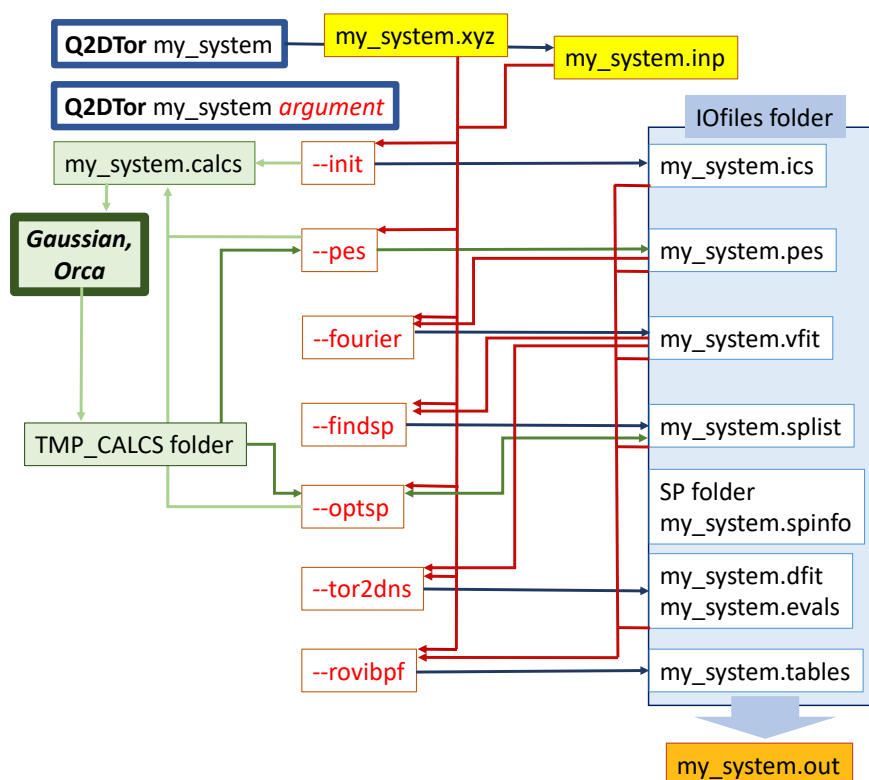 Q2DTor my_system
my_system.xyz
my_system.inp
Q2DTor my_system argument
IOfiles folder
my_system.calcs
--init
my_system.ics
Gaussian,
Orca
--pes
my_system.pes
--fourier
my_system.vfit
--findsp
my_system.splist
TMP_CALCS folder
--optsp
SP folder
my_system.spinfo
--tor2dns
my_system.dfit
my_system.evals
--rovibpf
my_system.tables
my_system.out